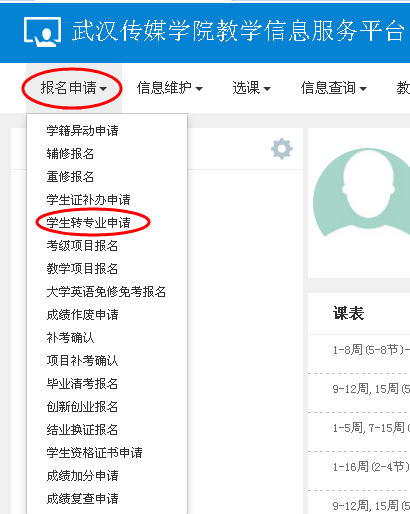 武汉传媒学院教学信息服务平台
报名申请 信息维护 选课 信息查询 教
学籍异动申请
辅修报名
重修报名
学生证补办申请
学生转专业申请
考级项目报名
教学项目报名
大学英语免修免考报名
成绩作废申请
补考确认
项目补考确认
毕业清考报名
创新创业报名
结业换证报名
学生资格证书申请
成绩加分申请
成绩复查申请
课表
1-8周(5-8节)-
9-12周,15周(5
1-5周,7-15周(
1-16周(2-4节)
9-12周,15周(5